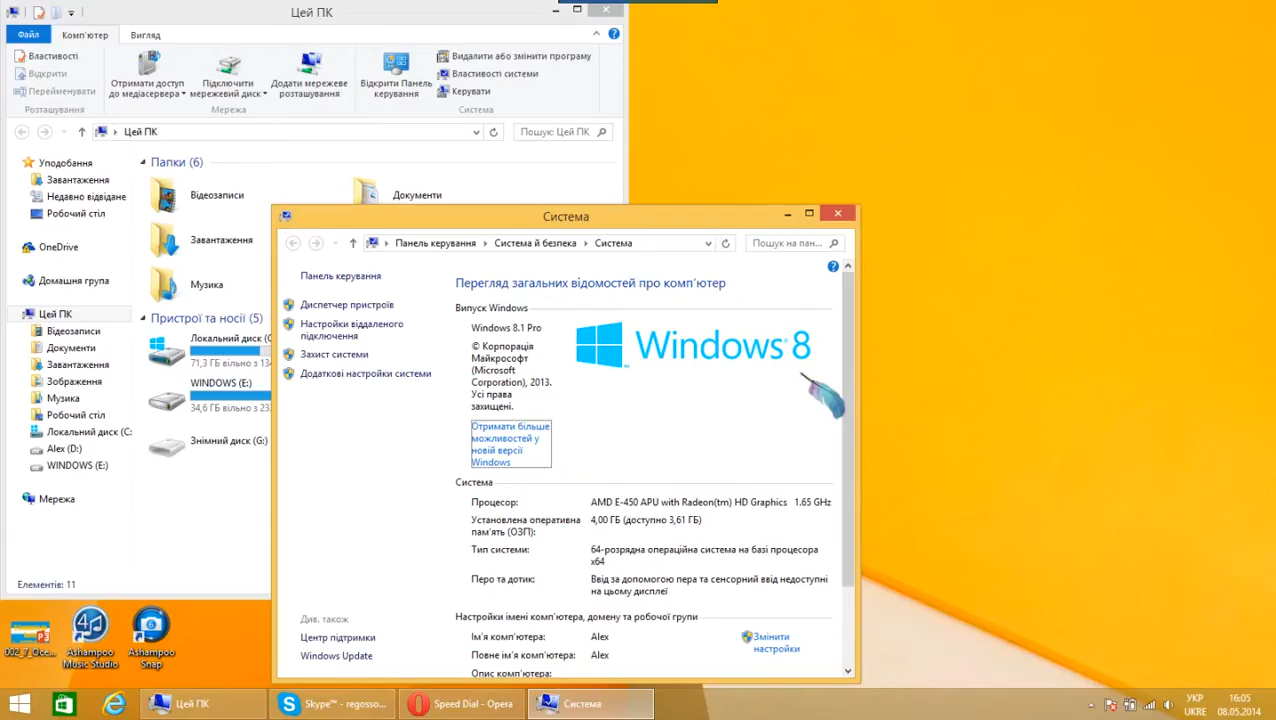 Цей ПК
Файл
Комп'ютер
Вигляд
Властивості
Відкрити
Перейменувати
Розташування
Отримати доступ
до медіасервера
Підключити
мережевий диск
Додати мережеве
розташування
Мережа
Відкрити Панель
керування
Видалити або змінити програму
Властивості системи
Керувати
Система
Цей ПК
Пошук: Цей ПК
Уподобання
Завантаження
Недавно відвідане
Робочий стіл
OneDrive
Домашня група
Цей ПК
Відеозаписи
Документи
Завантаження
Зображення
Музика
Робочий стіл
Локальний диск (C:
Alex (D:)
WINDOWS (E:)
Мережа
Елементів: 11
Папки (6)
Відеозаписи
Документи
Завантаження
Музика
Пристрої та носії (5)
Локальний диск (
71,3 ГБ вільно з 13
WINDOWS (E:)
34,6 ГБ вільно з 23
Знімний диск (G:)
Система
Панель керування
Система й безпека
Система
Пошук на пан...
Панель керування
Диспетчер пристроїв
Настройки віддаленого
підключення
Захист системи
Додаткові настройки системи
Див. також
Центр підтримки
Windows Update
Перегляд загальних відомостей про комп'ютер
Випуск Windows
Windows 8.1 Pro
© Корпорація
Майкрософт
(Microsoft
Corporation), 2013.
Усі права
захищені.
Windows 8
Отримати більше
можливостей у
новій версії
Windows
Система
Процесор: AMD E-450 APU with Radeon(tm) HD Graphics 1.65 GHz
Установлена оперативна 4,00 ГБ (доступно 3,61 ГБ)
пам'ять (ОЗП):
Тип системи: 64-розрядна операційна система на базі процесора
x64
Перо та дотик: Ввід за допомогою пера та сенсорний ввід недоступні
на цьому дисплеї
Настройки імені комп'ютера, домену та робочої групи
Ім'я комп'ютера: Alex
Змінити
настройки
Повне ім'я комп'ютера: Alex
Опис комп'ютера:
002_7_Oce...
Ashampoo
Music Studio
Ashampoo
Snap
Цей ПК
Skype™ - regosso...
Speed Dial - Opera
Система
УКР
UKRE
16:05
08.05.2014